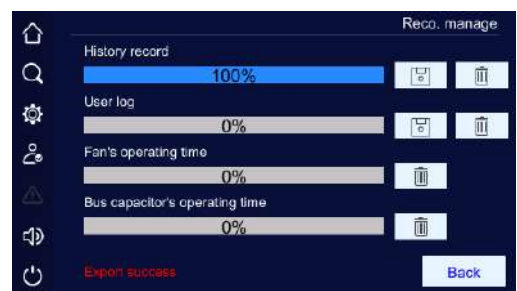 Reco. manage
History record
100%
User log
0%
Fan's operating time
0%
Bus capacitor's operating time
0%
Export success
Back